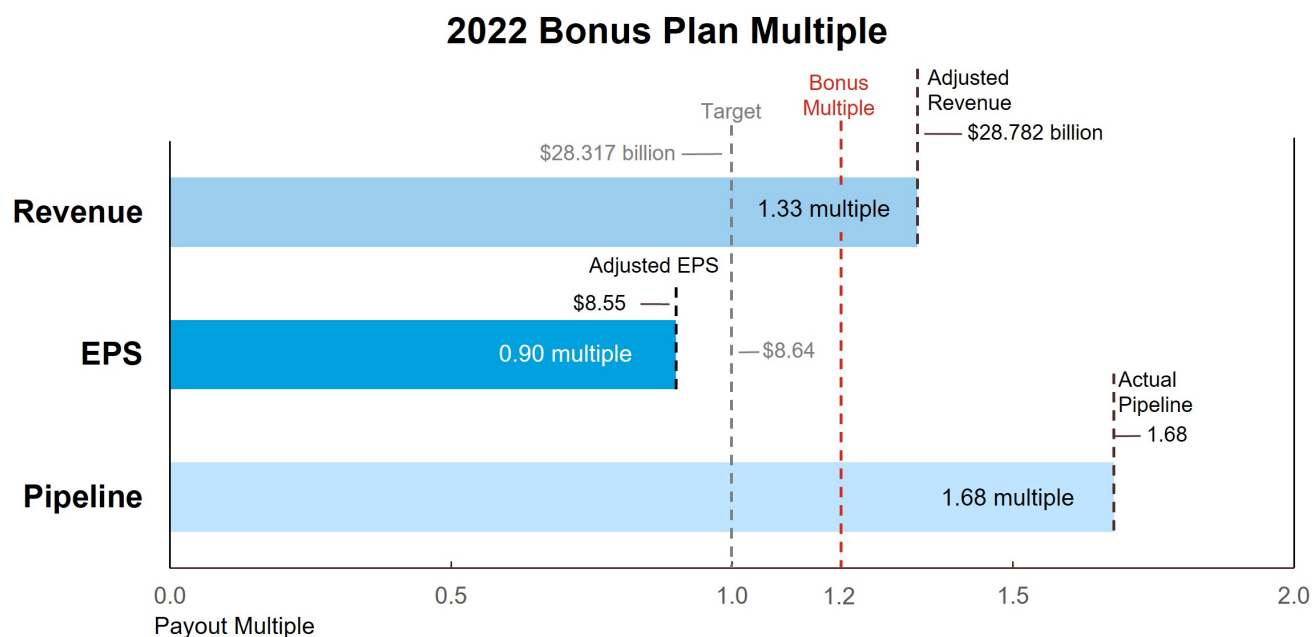 2022 Bonus Plan Multiple
Target
Bonus
Multiple
Adjusted
Revenue
$28.782 billion
$28.317 billion
Revenue
1.33 multiple
Adjusted EPS
$8.55
EPS
0.90 multiple
$8.64
Actual
Pipeline
1.68
Pipeline
1.68 multiple
0.0
0.5
1.0
1.2
1.5
2.0
Payout Multiple